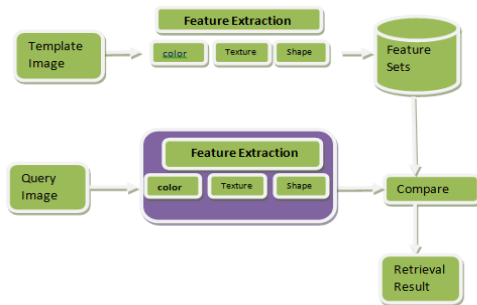 Feature Extraction
Template
Image
color
Texture
Shape
Feature
Sets
Feature Extraction
Query
Image
color
Texture
Shape
Compare
Retrieval
Result